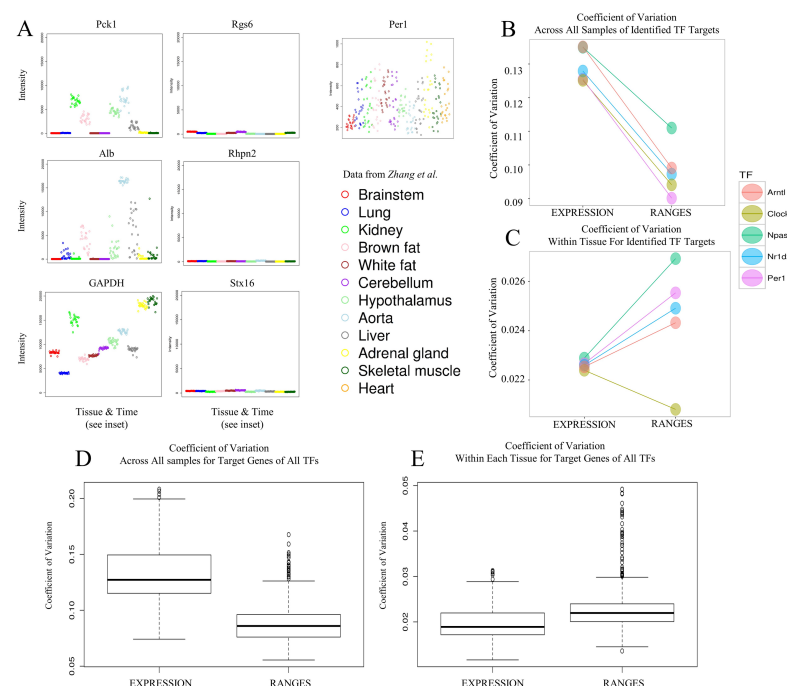 A
Pck1
Rgs6
Per1
Intensity
Alb
Rhpn2
Intensity
GAPDH
Stx16
Intensity
Tissue & Time
(see inset)
Tissue & Time
(see inset)
Data from Zhang et al.
Brainstem
Lung
Kidney
Brown fat
White fat
Cerebellum
Hypothalamus
Aorta
Liver
Adrenal gland
Skeletal muscle
Heart
B
Coefficient of Variation
Across All Samples of Identified TF Targets
Coefficient of Variation
0.13
0.12
0.11
0.10
0.09
EXPRESSION RANGES
C
Coefficient of Variation
Within Tissue For Identified TF Targets
Coefficient of Variation
0.026
0.024
0.022
EXPRESSION RANGES
TF
Arntl
Clock
Npas
Nr1d
Per1
D
Coefficient of Variation
Across All samples for Target Genes of All TFs
Coefficient of Variation
0.20
0.15
0.10
0.05
EXPRESSION RANGES
E
Coefficient of Variation
Within Each Tissue for Target Genes of All TFs
Coefficient of Variation
0.05
0.04
0.03
0.02
EXPRESSION RANGES